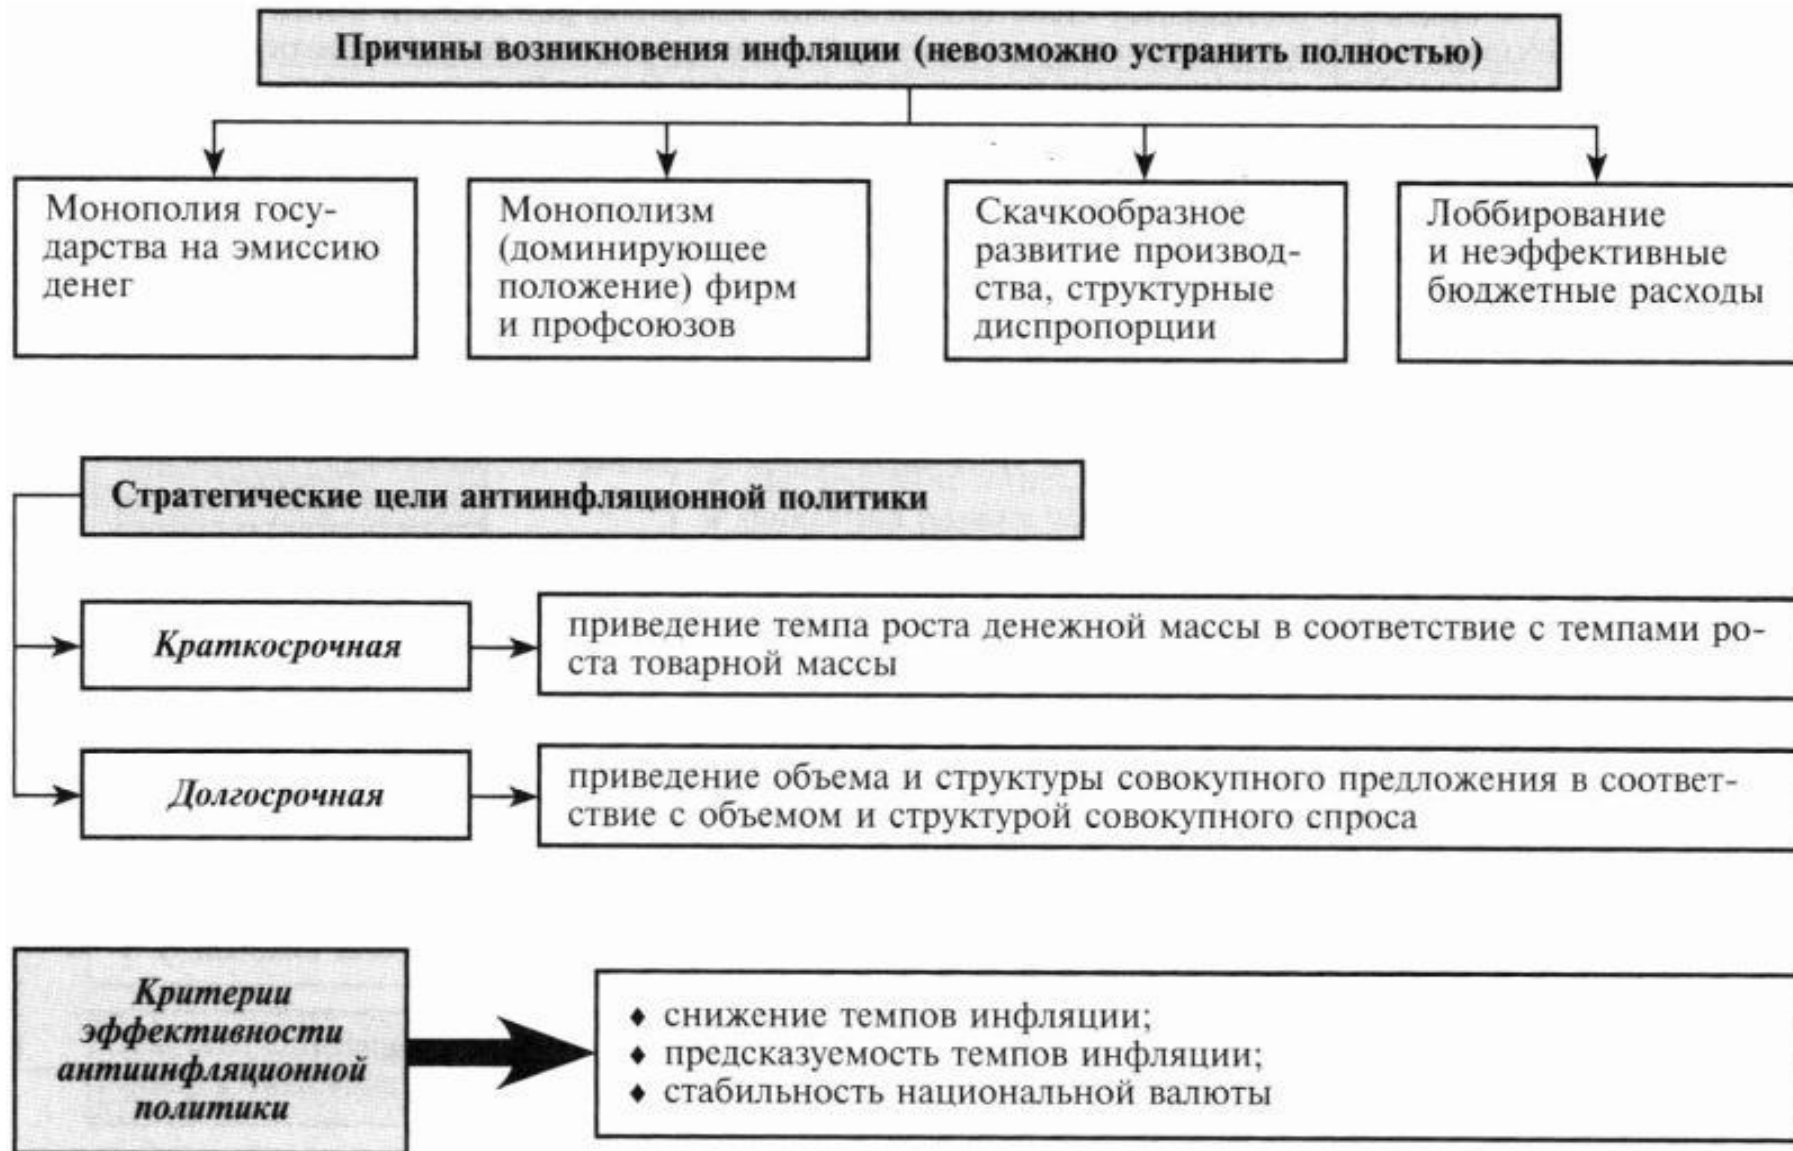 Причины возникновения инфляции (невозможно устранить полностью)
Монополия госу-
дарства на эмиссию
денег
Монополизм
(доминирующее
положение) фирм
и профсоюзов
Скачкообразное
развитие производ-
ства, структурные
диспропорции
Лоббирование
и неэффективные
бюджетные расходы
Стратегические цели антиинфляционной политики
Краткосрочная
приведение темпа роста денежной массы в соответствие с темпами ро-
ста товарной массы
Долгосрочная
приведение объема и структуры совокупного предложения в соответ-
ствие с объемом и структурой совокупного спроса
Критерии
эффективности
антиинфляционной
политики
♦ снижение темпов инфляции;
♦ предсказуемость темпов инфляции;
♦ стабильность национальной валюты